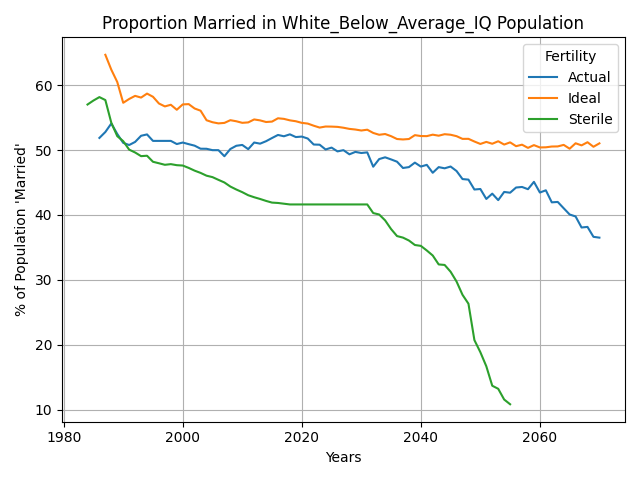 Proportion Married in White_Below_Average_IQ Population
% of Population 'Married'
60
50
40
30
20
10
Fertility
Actual
Ideal
Sterile
1980
2000
2020
2040
2060
Years